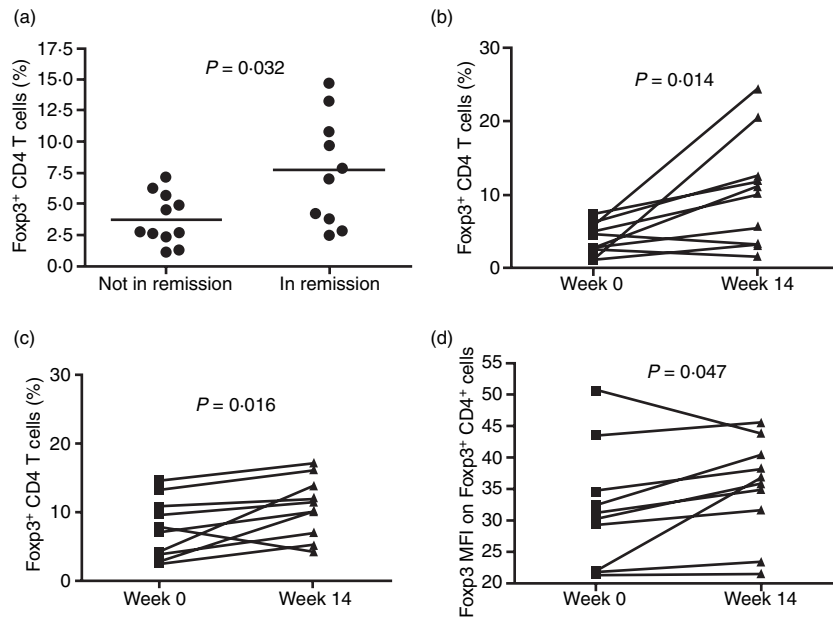 (a)
17·5
15·0
12·5
10·0
7·5
5·0
2·5
0·0
Foxp3⁺ CD4 T cells (%)
P = 0·032
Not in remission In remission
(b)
30
20
10
0
Foxp3⁺ CD4 T cells (%)
P = 0·014
Week 0 Week 14
(c)
30
20
10
0
Foxp3⁺ CD4 T cells (%)
P = 0·016
Week 0 Week 14
(d)
55
50
45
40
35
30
25
20
Foxp3 MFI on Foxp3⁺ CD4⁺ cells
P = 0·047
Week 0 Week 14